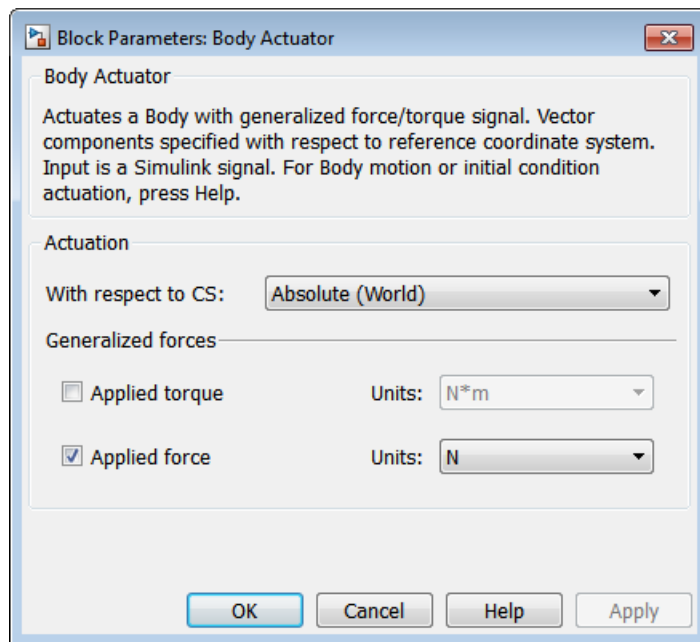 Block Parameters: Body Actuator
Body Actuator
Actuates a Body with generalized force/torque signal. Vector
components specified with respect to reference coordinate system.
Input is a Simulink signal. For Body motion or initial condition
actuation, press Help.
Actuation
With respect to CS: Absolute (World)
Generalized forces
Applied torque Units: N*m
Applied force Units: N
OK Cancel Help Apply